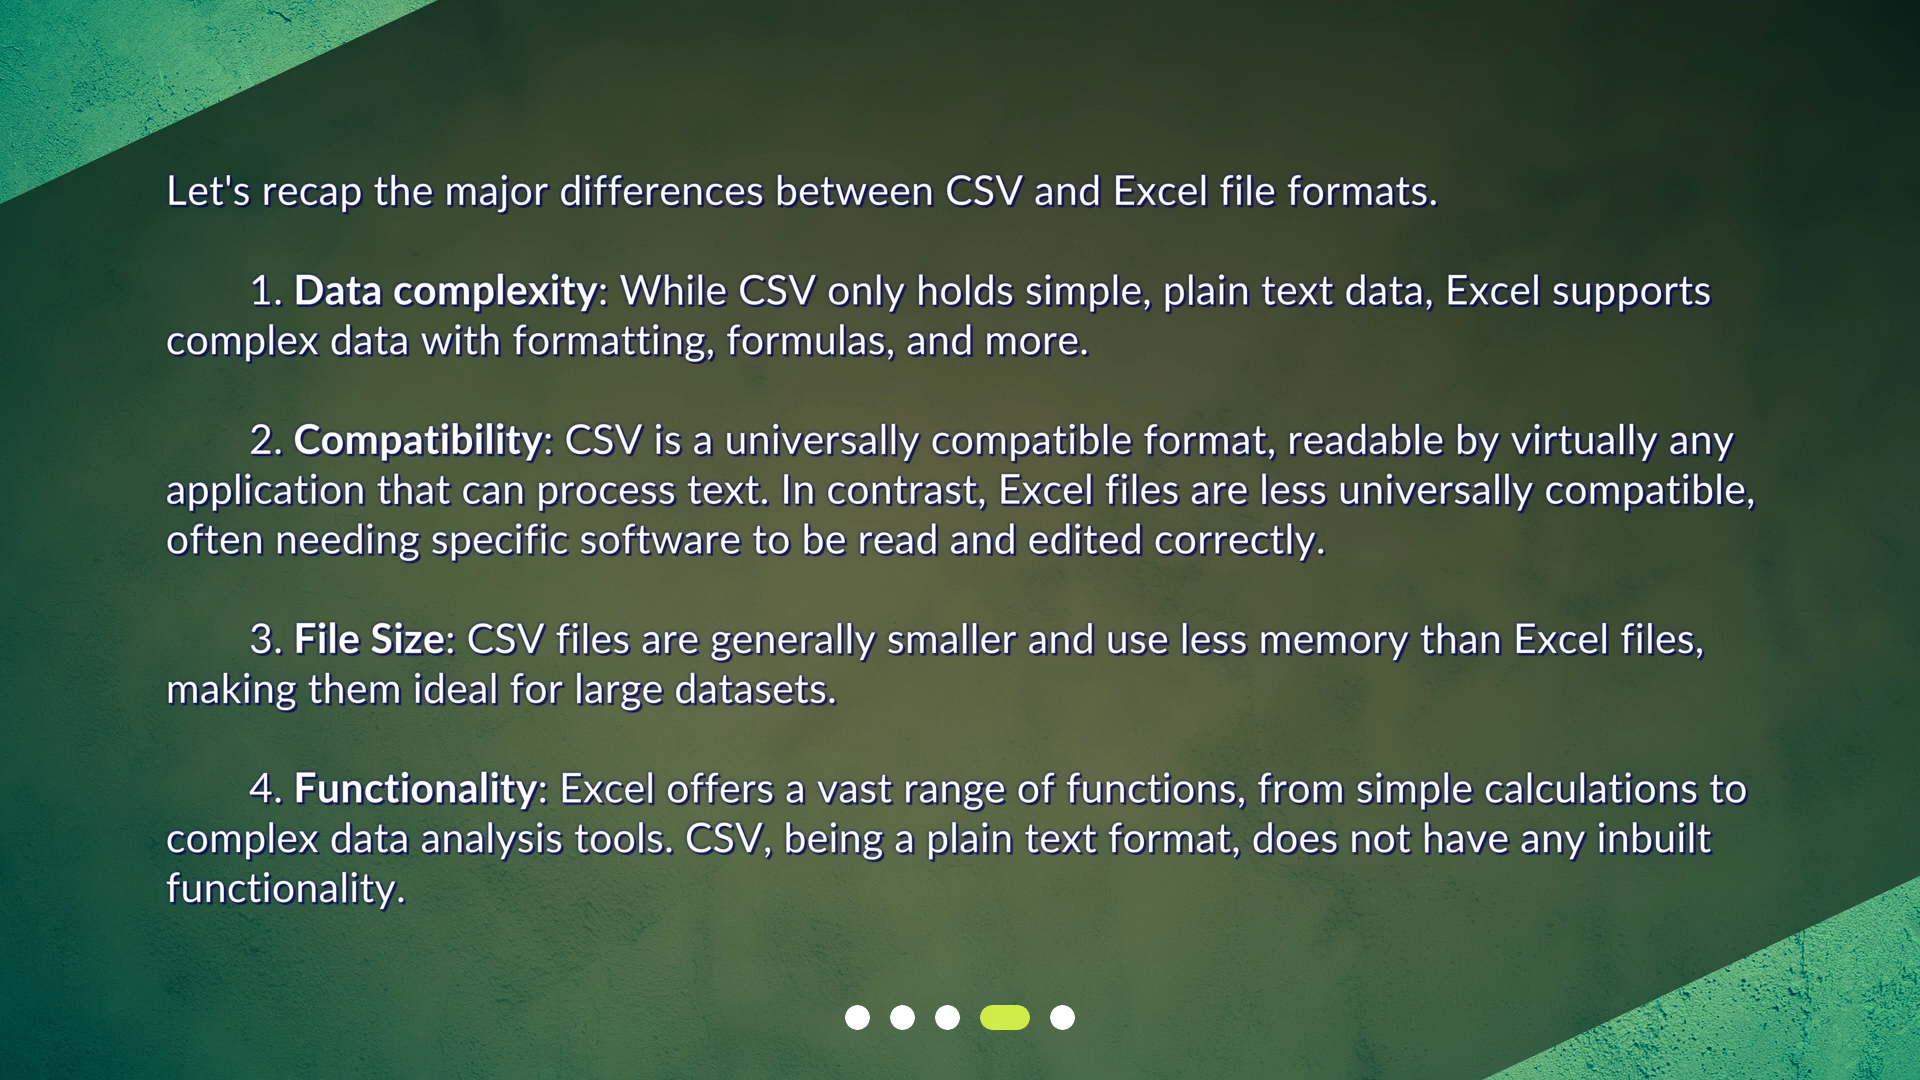 Let's recap the major differences between CSV and Excel file formats.
1. Data complexity: While CSV only holds simple, plain text data, Excel supports
complex data with formatting, formulas, and more.
2. Compatibility: CSV is a universally compatible format, readable by virtually any
application that can process text. In contrast, Excel files are less universally compatible,
often needing specific software to be read and edited correctly.
3. File Size: CSV files are generally smaller and use less memory than Excel files,
making them ideal for large datasets.
4. Functionality: Excel offers a vast range of functions, from simple calculations to
complex data analysis tools. CSV, being a plain text format, does not have any inbuilt
functionality.